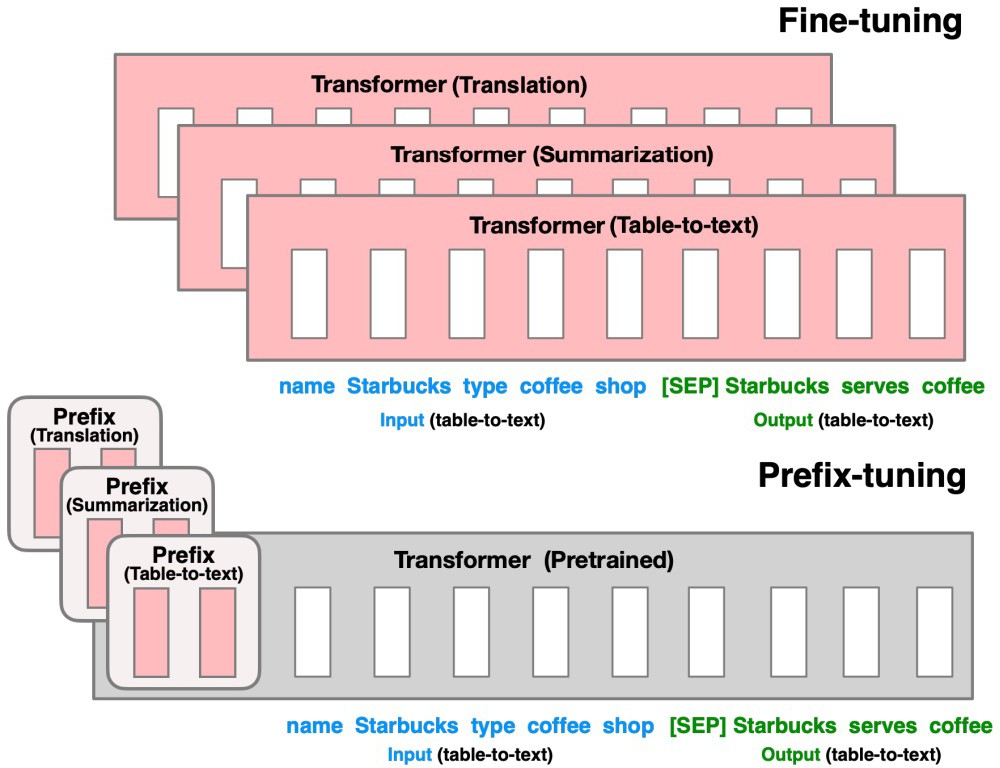 Fine-tuning
Transformer (Translation)
Transformer (Summarization)
Transformer (Table-to-text)
name Starbucks type coffee shop [SEP] Starbucks serves coffee
Input (table-to-text) Output (table-to-text)
Prefix
(Translation)
Prefix-tuning
Prefix
(Summarization)
Prefix
(Table-to-text)
Transformer (Pretrained)
name Starbucks type coffee shop [SEP] Starbucks serves coffee
Input (table-to-text) Output (table-to-text)